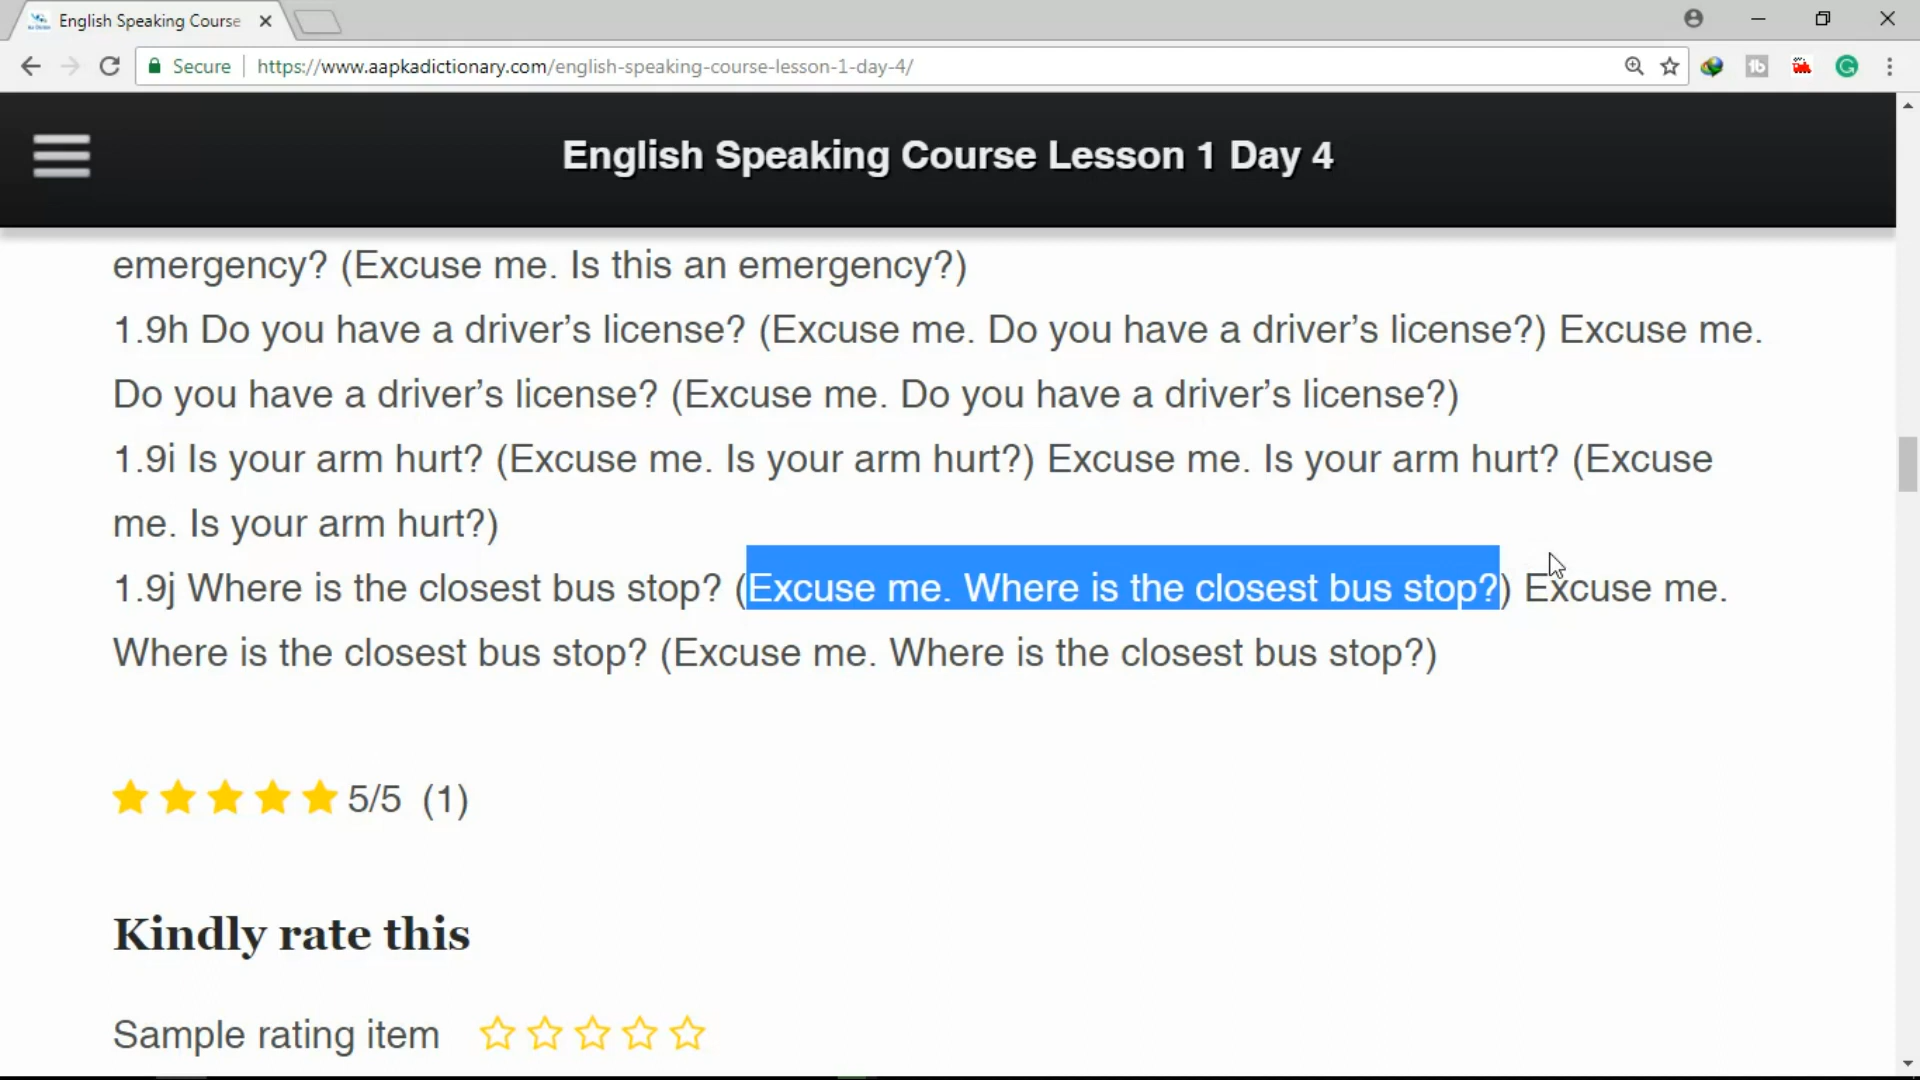 English Speaking Course
Secure
https://www.aapkadictionary.com/english-speaking-course-lesson-1-day-4/
English Speaking Course Lesson 1 Day 4
emergency? (Excuse me. Is this an emergency?)
1.9h Do you have a driver’s license? (Excuse me. Do you have a driver’s license?) Excuse me.
Do you have a driver’s license? (Excuse me. Do you have a driver’s license?)
1.9i Is your arm hurt? (Excuse me. Is your arm hurt?) Excuse me. Is your arm hurt? (Excuse
me. Is your arm hurt?)
1.9j Where is the closest bus stop? (Excuse me. Where is the closest bus stop?) Excuse me.
Where is the closest bus stop? (Excuse me. Where is the closest bus stop?)
5/5 (1)
Kindly rate this
Sample rating item